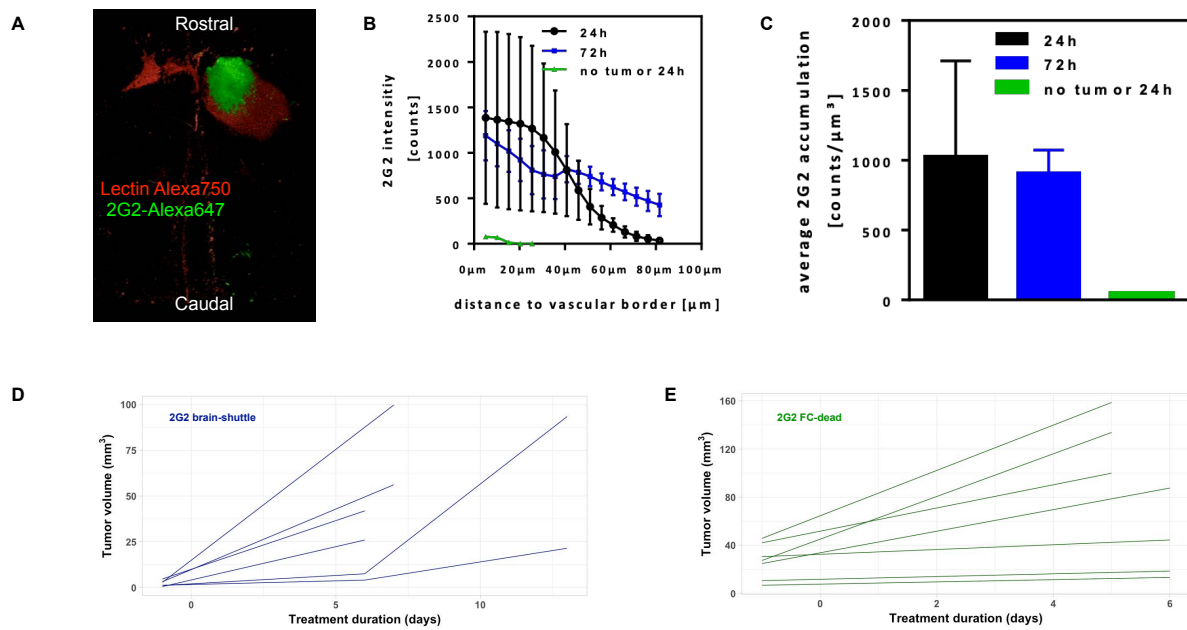 A
Rostral
Lectin Alexa750
2G2-Alexa647
Caudal
B
2G2 intensitiy
[counts]
2500
2000
1500
1000
500
0
24h
72h
no tumor 24h
0µm 20µm 40µm 60µm 80µm 100µm
distance to vascular border [µm]
C
average 2G2 accumulation
[counts/µm³]
2000
1500
1000
500
0
24h
72h
no tumor 24h
D
Tumor volume (mm³)
100
75
50
25
0
2G2 brain-shuttle
0 5 10
Treatment duration (days)
E
Tumor volume (mm³)
160
120
80
40
0
2G2 FC-dead
0 2 4 6
Treatment duration (days)